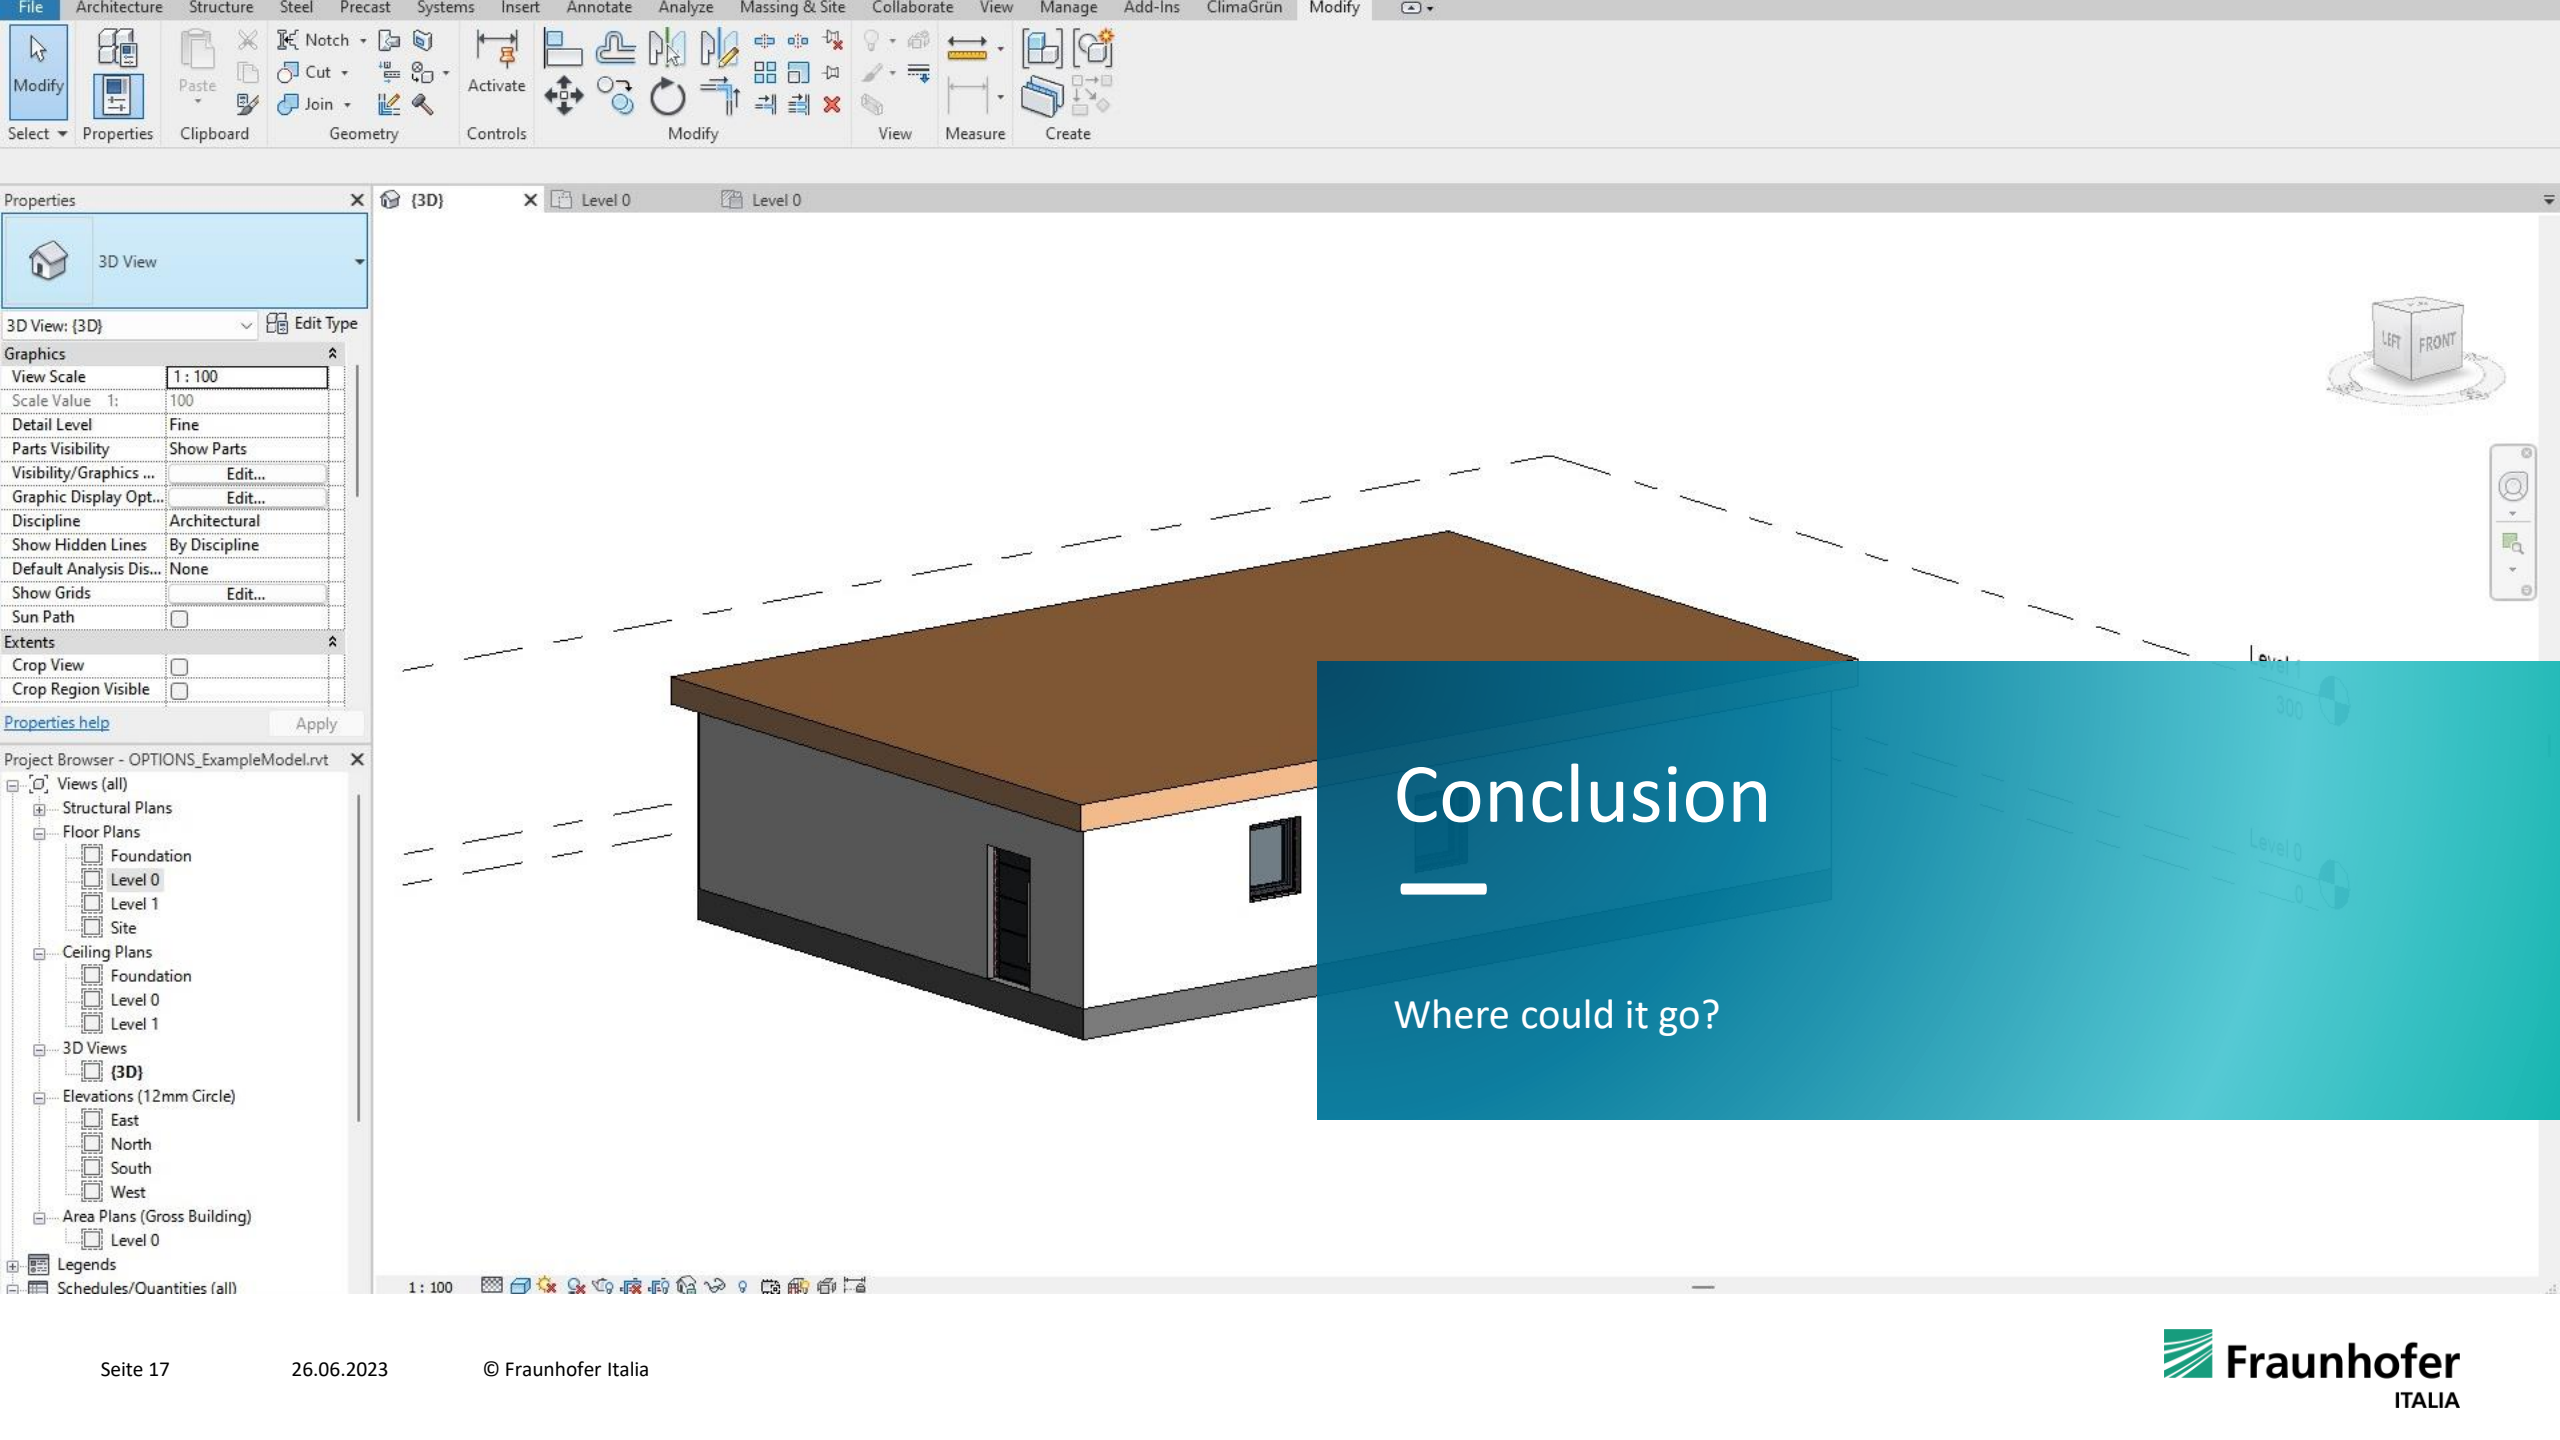 File Architecture Structure Steel Precast Systems Insert Annotate Analyze Massing & Site Collaborate View Manage Add-Ins ClimaGrün Modify
Modify
Paste
Notch
Cut
Join
Activate
Select Properties Clipboard Geometry Controls Modify View Measure Create
Properties
{3D} Level 0 Level 0
3D View
3D View: {3D} Edit Type
Graphics
View Scale 1 : 100
Scale Value 1: 100
Detail Level Fine
Parts Visibility Show Parts
Visibility/Graphics ... Edit...
Graphic Display Opt... Edit...
Discipline Architectural
Show Hidden Lines By Discipline
Default Analysis Dis... None
Show Grids Edit...
Sun Path
Extents
Crop View
Crop Region Visible
Properties help Apply
Project Browser - OPTIONS_ExampleModel.rvt
Views (all)
Structural Plans
Floor Plans
Foundation
Level 0
Level 1
Site
Ceiling Plans
Foundation
Level 0
Level 1
3D Views
{3D}
Elevations (12mm Circle)
East
North
South
West
Area Plans (Gross Building)
Level 0
Legends
Schedules/Quantities (all)
LEFT FRONT
300
Level 0
0
Conclusion
Where could it go?
1 : 100
Seite 17 26.06.2023 © Fraunhofer Italia
Fraunhofer
ITALIA